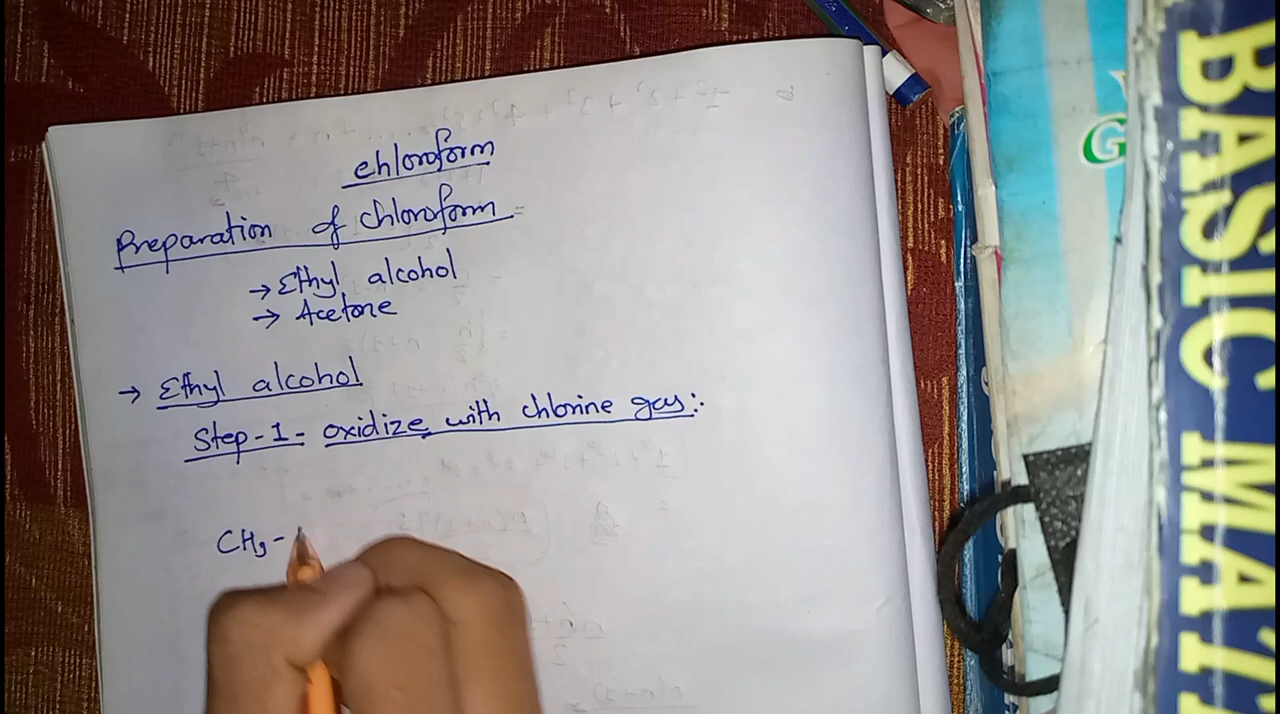 chloroform
Preparation of chloroform =
→ Ethyl alcohol
→ Acetone
→ Ethyl alcohol
Step-1- oxidize with chlorine gas:
CH3 -
BASIC MAT
G